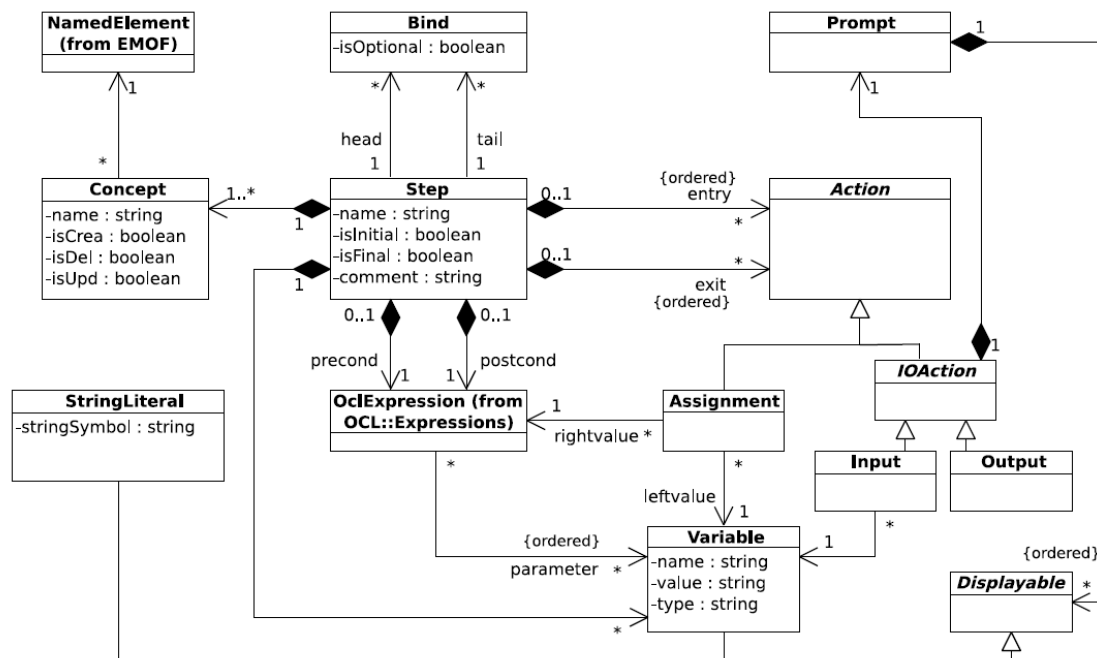 NamedElement
(from EMOF)
Bind
-isOptional : boolean
Prompt
1
1
*
*
1
head
tail
*
1
1
Concept
-name : string
-isCrea : boolean
-isDel : boolean
-isUpd : boolean
1..*
1
Step
-name : string
-isInitial : boolean
-isFinal : boolean
-comment : string
1
0..1
{ordered}
entry
*
0..1
*
exit
{ordered}
Action
0..1
0..1
precond
postcond
1
1
1
IOAction
StringLiteral
-stringSymbol : string
OclExpression (from
OCL::Expressions)
1
rightvalue
*
Assignment
Input
Output
*
*
leftvalue
1
*
{ordered}
parameter
*
Variable
-name : string
-value : string
-type : string
1
*
{ordered}
Displayable
*